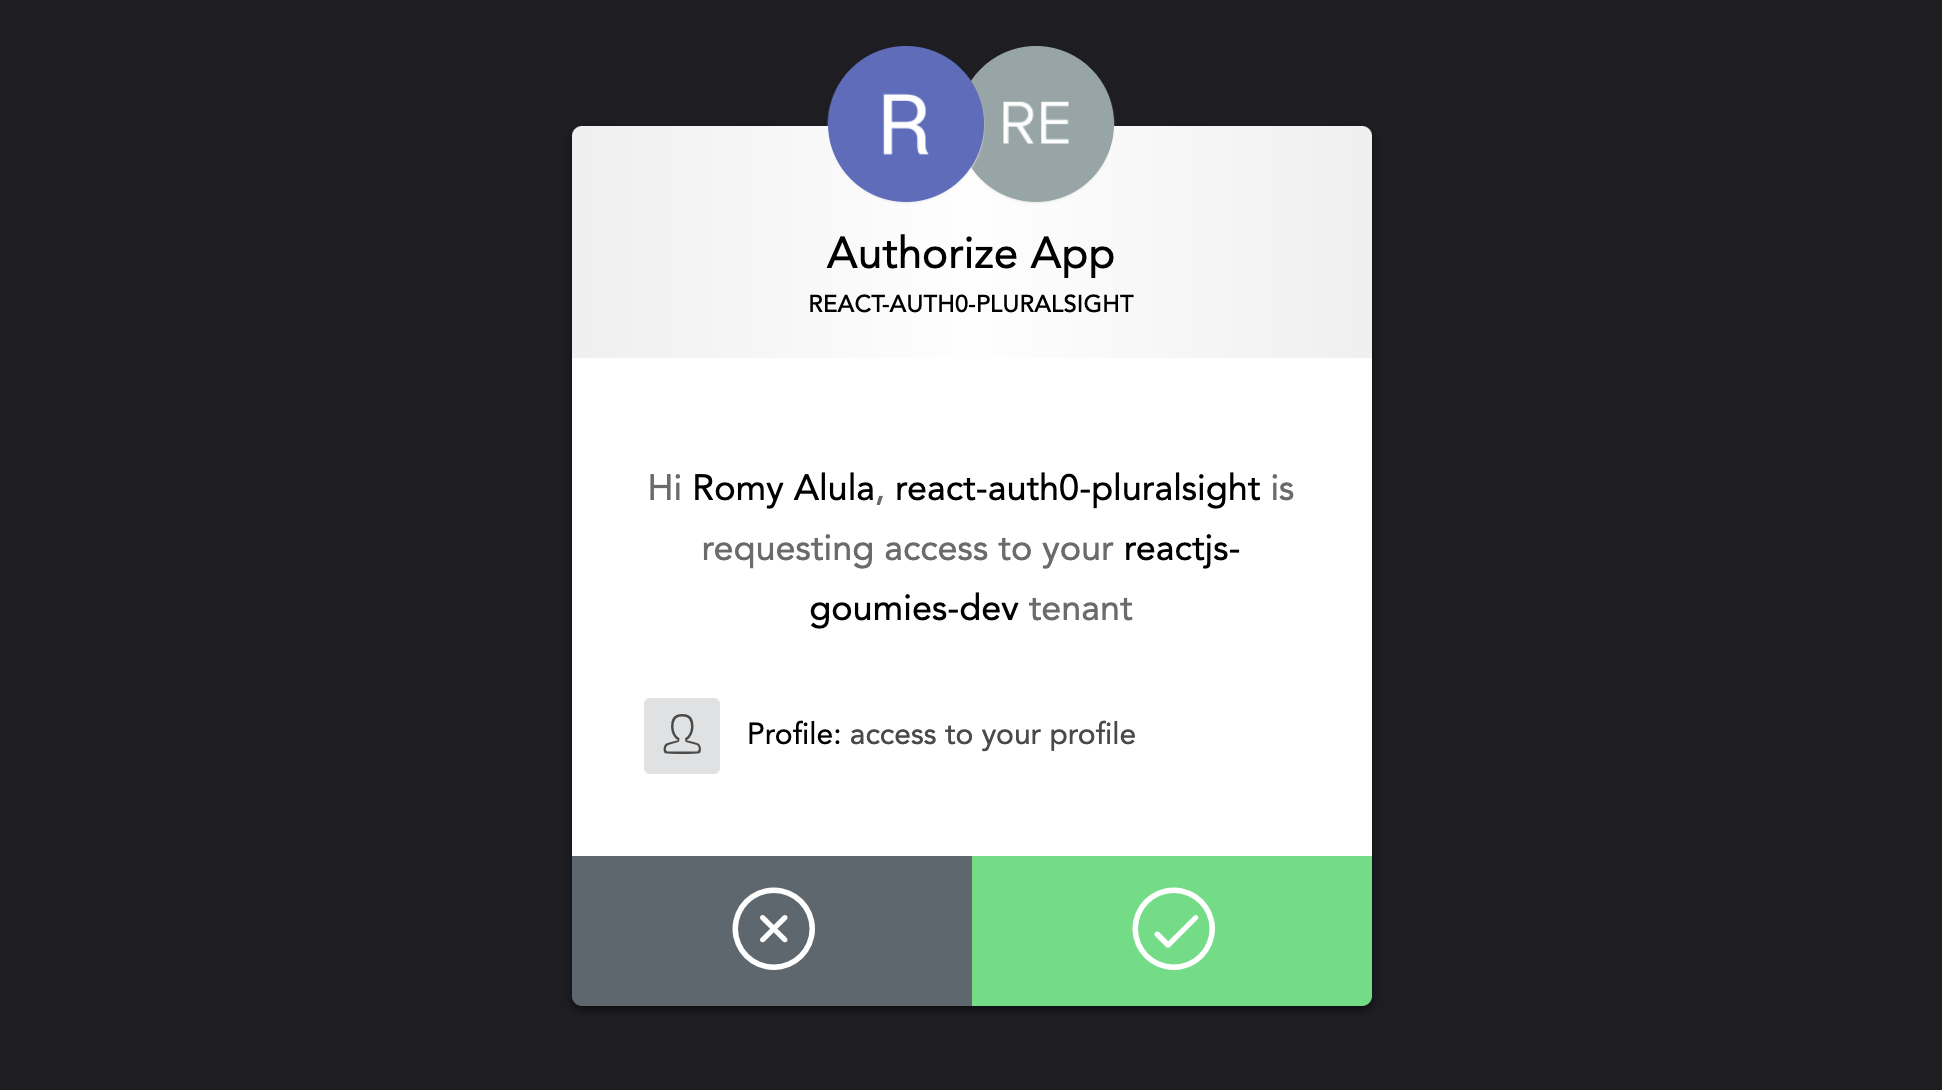 R RE
Authorize App
REACT-AUTH0-PLURALSIGHT
Hi Romy Alula, react-auth0-pluralsight is
requesting access to your reactjs-
goumies-dev tenant
Profile: access to your profile